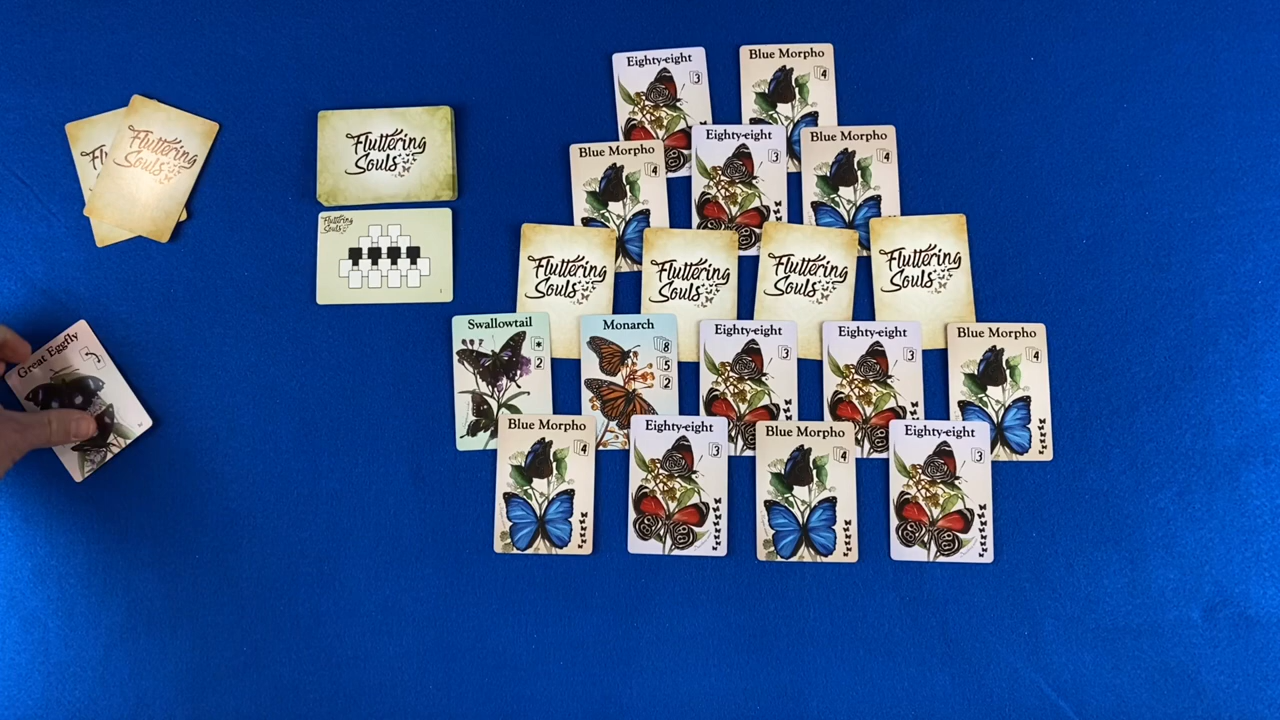 Eighty-eight
3
Blue Morpho
4
Blue Morpho
4
Eighty-eight
3
Blue Morpho
4
Fluttering
Souls
Fluttering
Souls
Fluttering
Souls
Fluttering
Souls
Fluttering
Souls
Fluttering
Souls
Fluttering
Souls
1
Great Eggfly
Swallowtail
*
2
Monarch
8
5
2
Eighty-eight
3
Eighty-eight
3
Blue Morpho
4
Blue Morpho
4
Eighty-eight
3
Blue Morpho
4
Eighty-eight
3